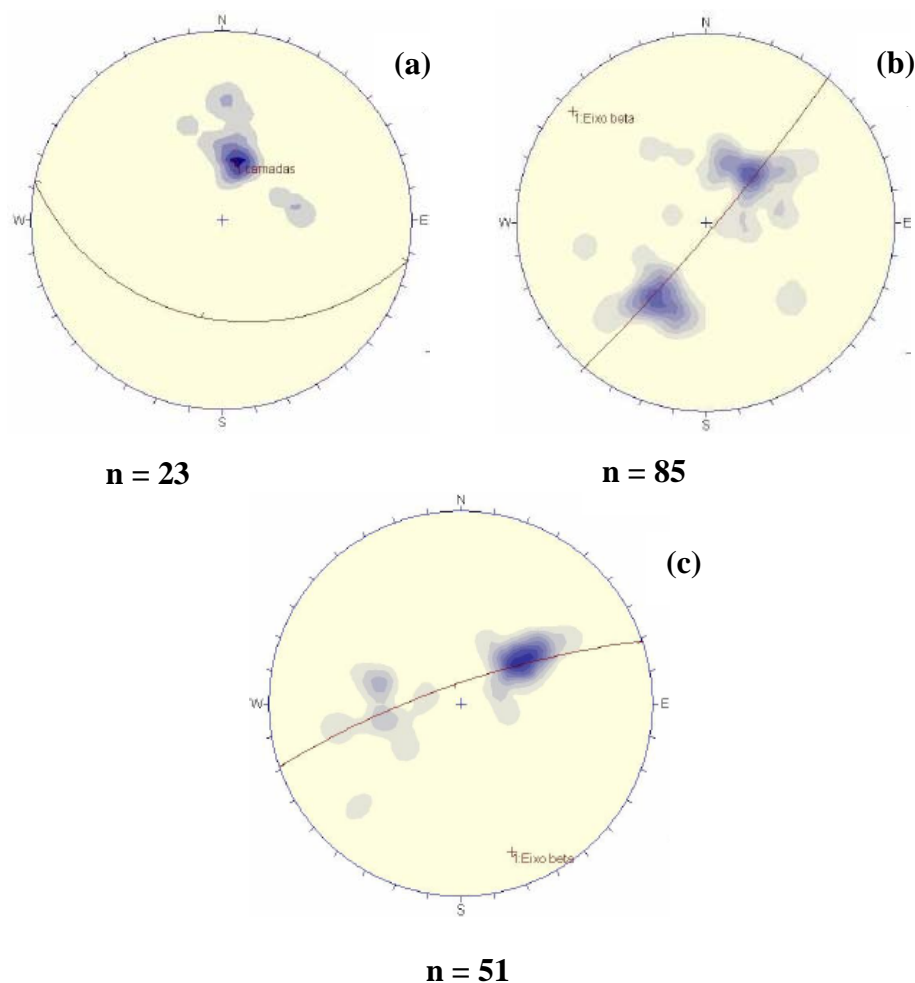 N
(a)
1 camadas
W
E
S
n = 23
N
(b)
1:Eixo beta
W
E
S
n = 85
N
(c)
W
E
1:Eixo beta
S
n = 51